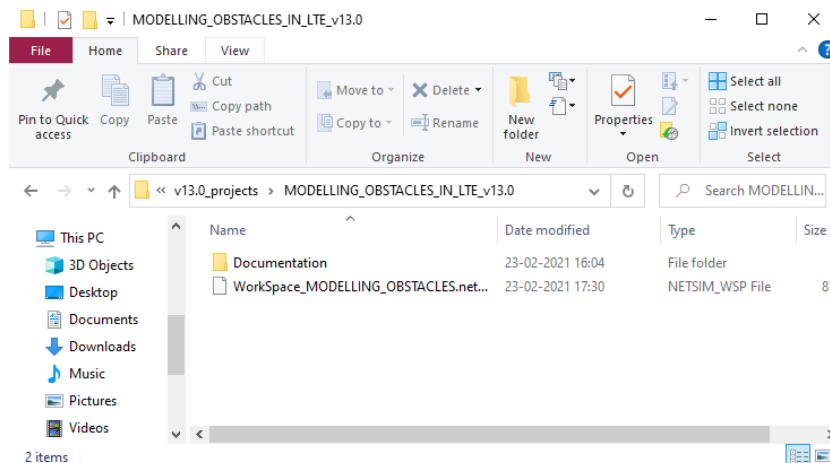 MODELLING_OBSTACLES_IN_LTE_v13.0
File Home Share View
Pin to Quick access
Copy
Paste
Cut
Copy path
Paste shortcut
Clipboard
Move to
Copy to
Delete
Rename
Organize
New folder
New
Properties
Open
Select all
Select none
Invert selection
Select
« v13.0_projects › MODELLING_OBSTACLES_IN_LTE_v13.0
Search MODELLIN...
This PC
3D Objects
Desktop
Documents
Downloads
Music
Pictures
Videos
Name Date modified Type Size
Documentation 23-02-2021 16:04 File folder
WorkSpace_MODELLING_OBSTACLES.net... 23-02-2021 17:30 NETSIM_WSP File
2 items